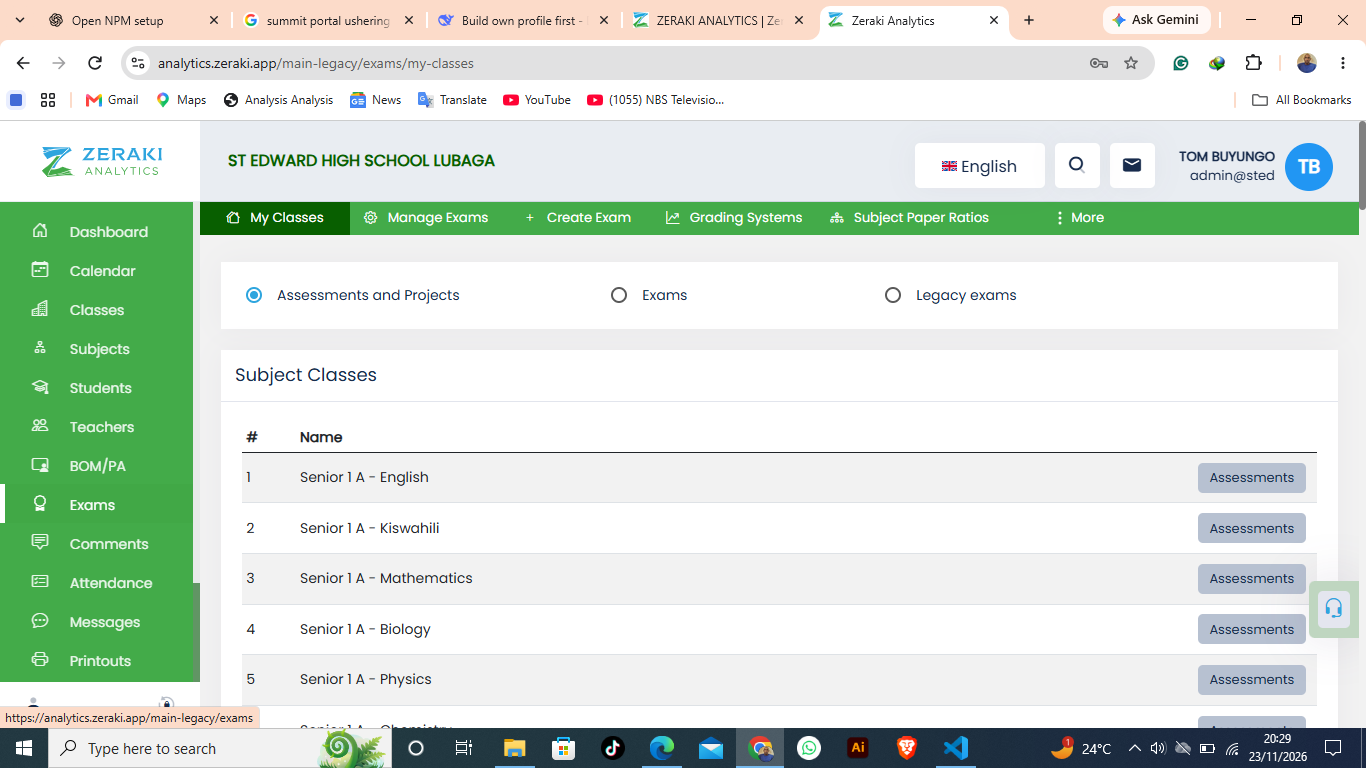 Open NPM setup
summit portal ushering
Build own profile first -
ZERAKI ANALYTICS | Ze
Zeraki Analytics
Ask Gemini
analytics.zeraki.app/main-legacy/exams/my-classes
Gmail
Maps
Analysis Analysis
News
Translate
YouTube
(1055) NBS Televisio...
All Bookmarks
ZERAKI
ANALYTICS
ST EDWARD HIGH SCHOOL LUBAGA
English
TOM BUYUNGO
admin@sted
TB
My Classes
Manage Exams
+ Create Exam
Grading Systems
Subject Paper Ratios
More
Dashboard
Calendar
Classes
Subjects
Students
Teachers
BOM/PA
Exams
Comments
Attendance
Messages
Printouts
Assessments and Projects
Exams
Legacy exams
Subject Classes
# Name
1 Senior 1 A - English Assessments
2 Senior 1 A - Kiswahili Assessments
3 Senior 1 A - Mathematics Assessments
4 Senior 1 A - Biology Assessments
5 Senior 1 A - Physics Assessments
Senior 1 A - Chemistry Assessments
https://analytics.zeraki.app/main-legacy/exams
Type here to search
Ai
1
24°C
20:29
23/11/2026